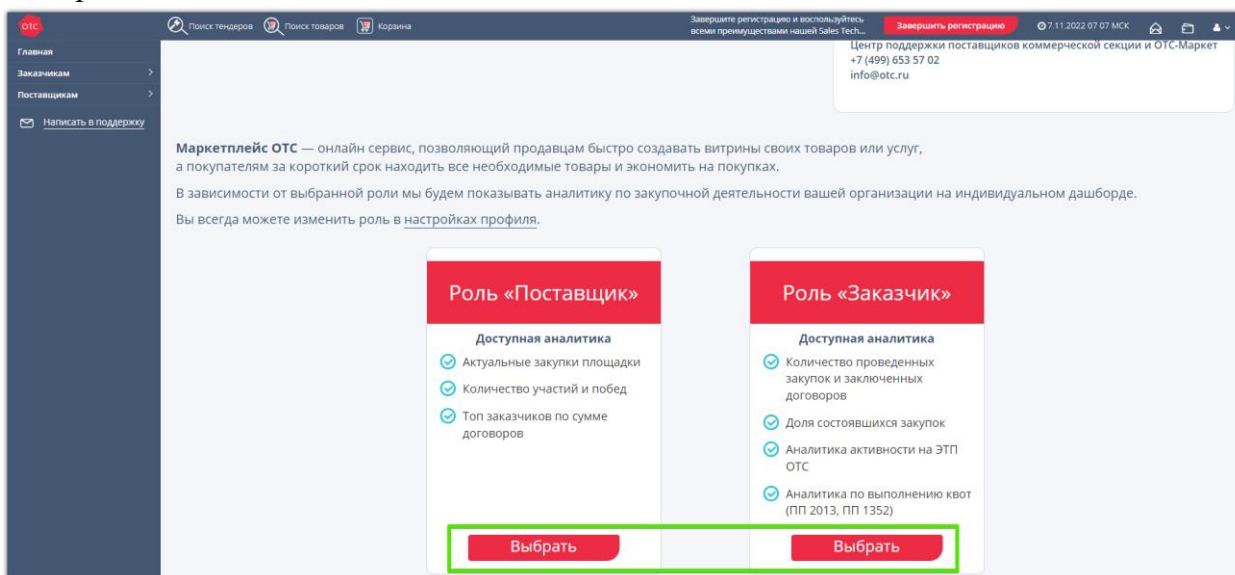 отс
Поиск тендеров
Поиск товаров
Корзина
Завершите регистрацию и воспользуйтесь
всеми преимуществами нашей Sales Tech...
Завершить регистрацию
7.11.2022 07 07 МСК
Главная
Заказчикам
Поставщикам
Написать в поддержку
Центр поддержки поставщиков коммерческой секции и ОТС-Маркет
+7 (499) 653 57 02
info@otc.ru
Маркетплейс ОТС — онлайн сервис, позволяющий продавцам быстро создавать витрины своих товаров или услуг,
а покупателям за короткий срок находить все необходимые товары и экономить на покупках.
В зависимости от выбранной роли мы будем показывать аналитику по закупочной деятельности вашей организации на индивидуальном дашборде.
Вы всегда можете изменить роль в настройках профиля.
Роль «Поставщик»
Доступная аналитика
Актуальные закупки площадки
Количество участий и побед
Топ заказчиков по сумме
договоров
Выбрать
Роль «Заказчик»
Доступная аналитика
Количество проведенных
закупок и заключенных
договоров
Доля состоявшихся закупок
Аналитика активности на ЭТП
ОТС
Аналитика по выполнению квот
(ПП 2013, ПП 1352)
Выбрать